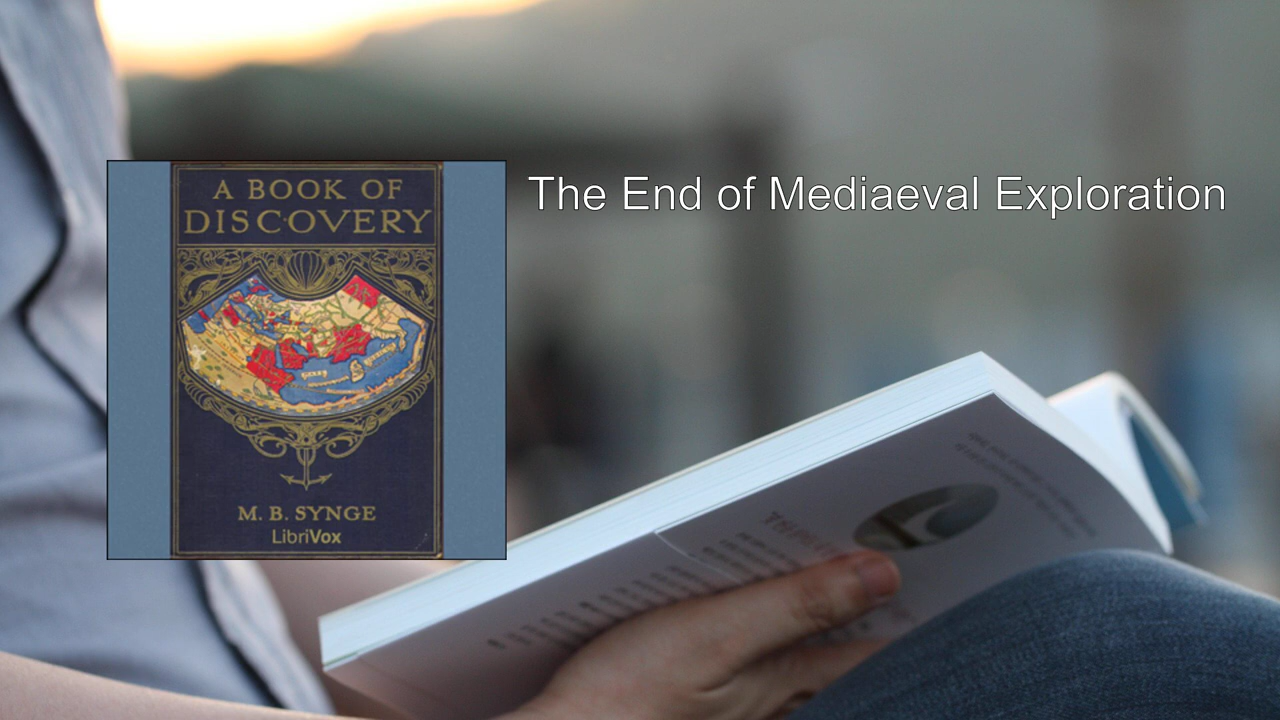 A BOOK OF
DISCOVERY
M. B. SYNGE
LibriVox
The End of Mediaeval Exploration